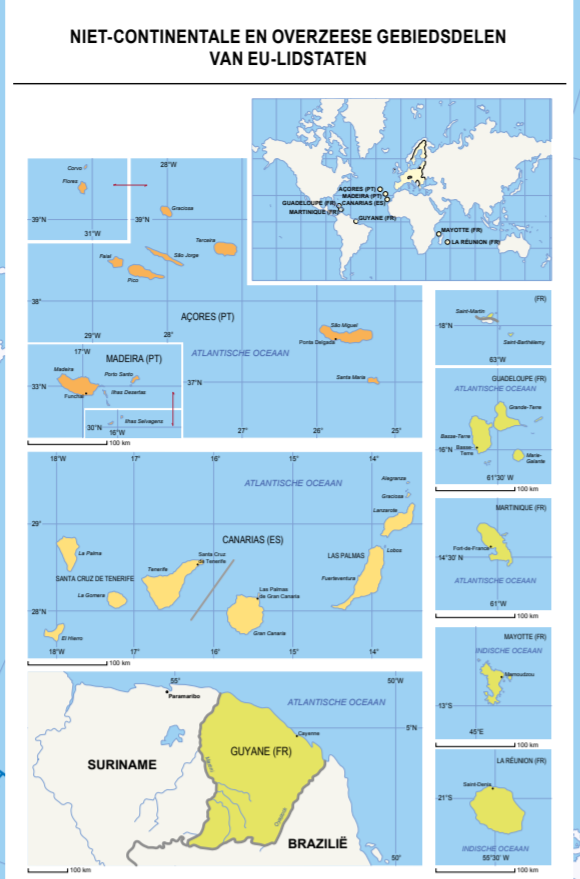 NIET-CONTINENTALE EN OVERZEESE GEBIEDSDELEN
VAN EU-LIDSTATEN
AÇORES (PT)
MADEIRA (PT)
GUADELOUPE (FR)
CANARIAS (ES)
MARTINIQUE (FR)
GUYANE (FR)
MAYOTTE (FR)
LA RÉUNION (FR)
Corvo
Flores
39°N
31°W
28°W
Graciosa
39°N
Terceira
Faial
São Jorge
Pico
38°
29°W
28°
AÇORES (PT)
São Miguel
Ponta Delgada
ATLANTISCHE OCEAAN
Santa Maria
37°N
27°
26°
25°
17°W
MADEIRA (PT)
Madeira
Porto Santo
33°N
Funchal
Ilhas Desertas
Ilhas Selvagens
30°N
16°W
100 km
18°W
17°
16°
15°
14°
ATLANTISCHE OCEAAN
Alegranza
Graciosa
Lanzarote
29°
CANARIAS (ES)
La Palma
Santa Cruz
de Tenerife
LAS PALMAS
Lobos
SANTA CRUZ DE TENERIFE
Tenerife
Fuerteventura
La Gomera
Las Palmas
de Gran Canaria
28°N
El Hierro
Gran Canaria
18°W
17°
16°
15°
14°
100 km
55°
50°W
Paramaribo
ATLANTISCHE OCEAAN
5°N
Cayenne
GUYANE (FR)
SURINAME
BRAZILIË
50°
100 km
(FR)
Saint-Martin
18°N
Saint-Barthélemy
63°W
GUADELOUPE (FR)
ATLANTISCHE OCEAAN
Grande-Terre
Basse-Terre
Basse-
Terre
16°N
Marie-
Galante
61°30' W
100 km
MARTINIQUE (FR)
Fort-de-France
14°30' N
ATLANTISCHE OCEAAN
61°W
100 km
MAYOTTE (FR)
INDISCHE OCEAAN
Mamoudzou
13°S
45°E
100 km
LA RÉUNION (FR)
Saint-Denis
21°S
INDISCHE OCEAAN
55°30' W
100 km